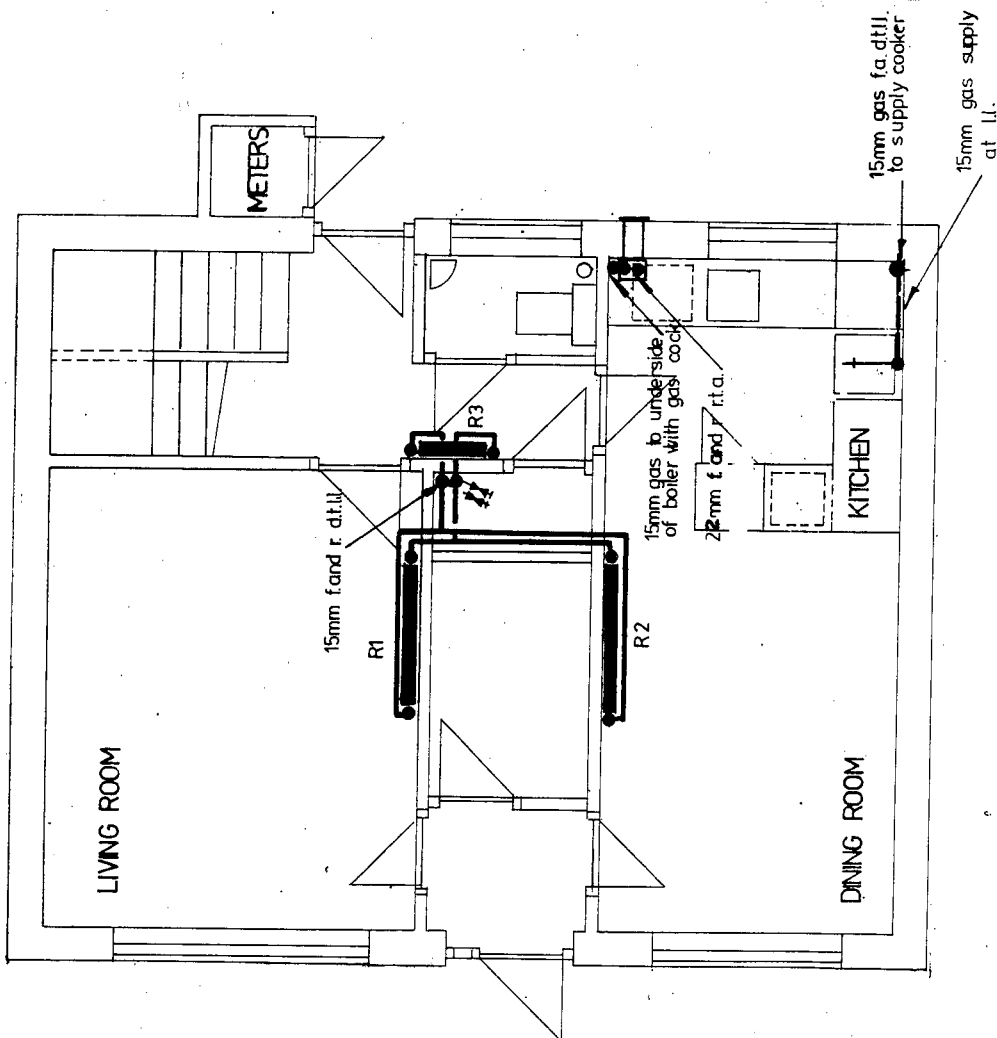 METERS
15mm gas f.a.d.t.l.l.
to supply cooker
15mm gas supply
at l.l.
R3
15mm f.and r. d.t.l.l.
15mm gas to underside
of boiler with gas cock
22mm f. and r r.t.a.
KITCHEN
R1
R2
LIVING ROOM
DINING ROOM